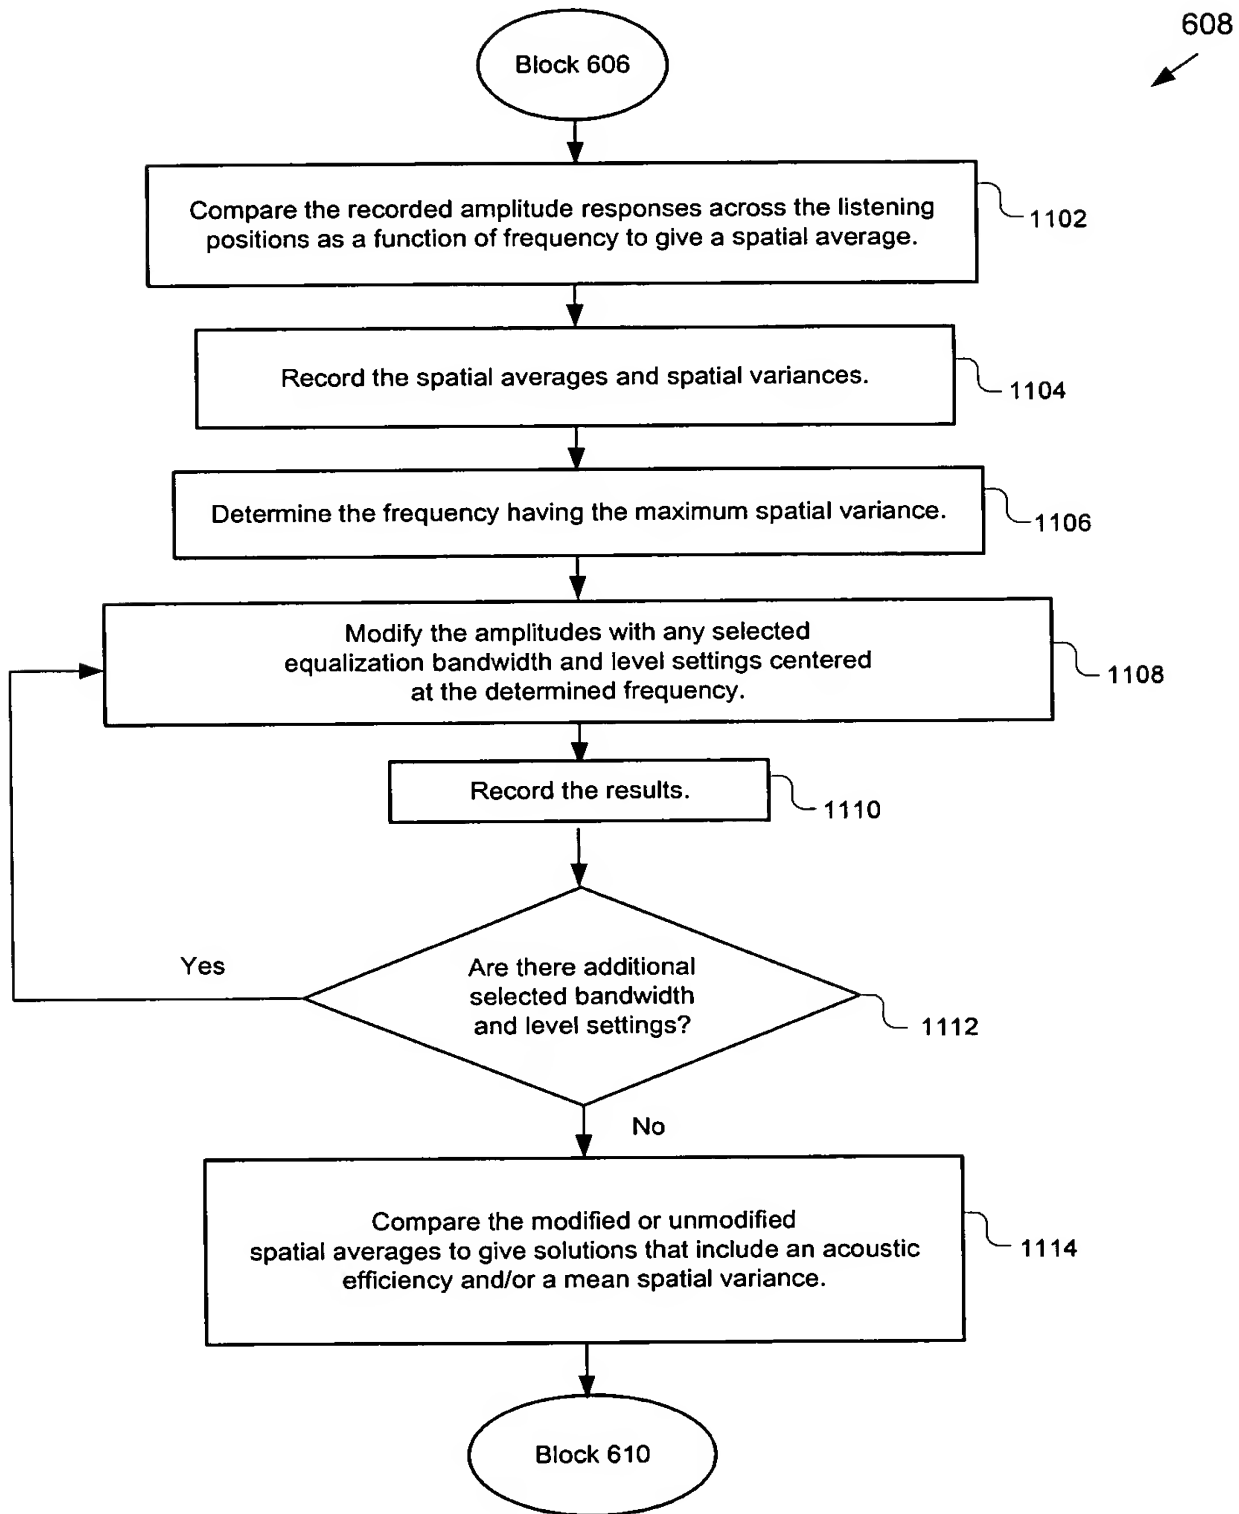 608
Block 606
Compare the recorded amplitude responses across the listening
positions as a function of frequency to give a spatial average.
1102
Record the spatial averages and spatial variances.
1104
Determine the frequency having the maximum spatial variance.
1106
Modify the amplitudes with any selected
equalization bandwidth and level settings centered
at the determined frequency.
1108
Record the results.
1110
Yes
Are there additional
selected bandwidth
and level settings?
1112
No
Compare the modified or unmodified
spatial averages to give solutions that include an acoustic
efficiency and/or a mean spatial variance.
1114
Block 610